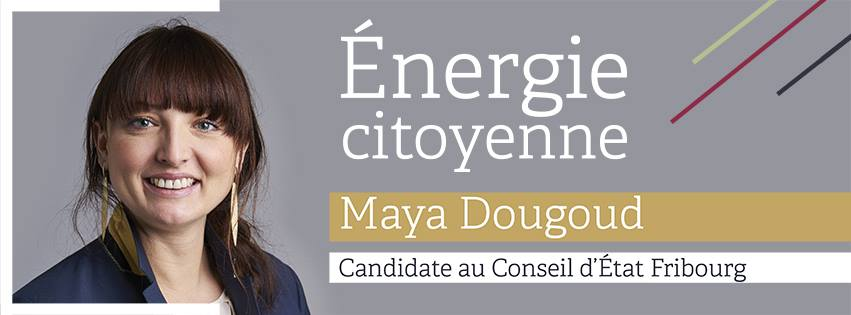 Énergie
citoyenne
Maya Dougoud
Candidate au Conseil d'État Fribourg